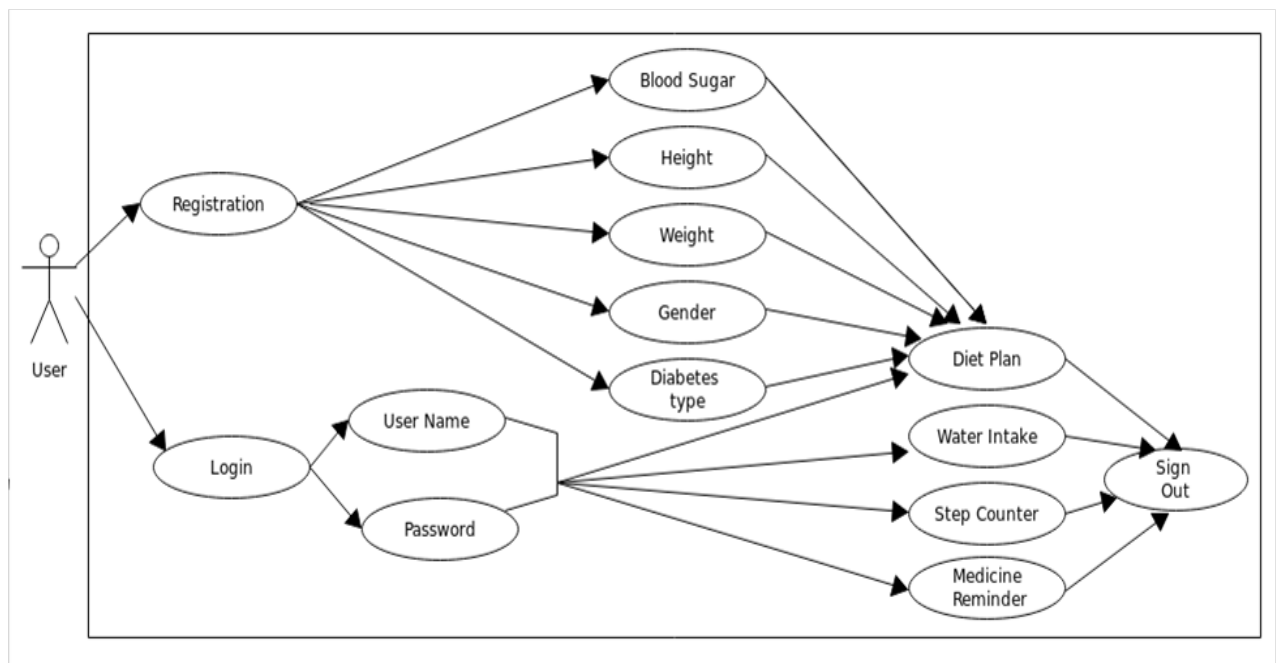 Blood Sugar
Height
Registration
Weight
Gender
User
Diabetes
type
Diet Plan
User Name
Water Intake
Login
Sign
Out
Password
Step Counter
Medicine
Reminder